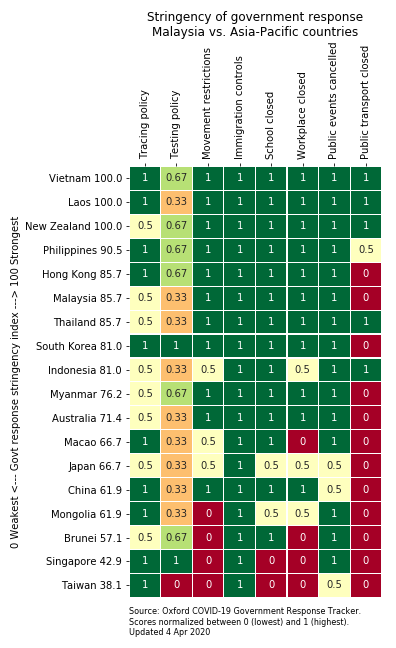 Stringency of government response
Malaysia vs. Asia-Pacific countries
Tracing policy
Testing policy
Movement restrictions
Immigration controls
School closed
Workplace closed
Public events cancelled
Public transport closed
0 Weakest <--- Govt response stringency index ---> 100 Strongest
Vietnam 100.0 1 0.67 1 1 1 1 1 1
Laos 100.0 1 0.33 1 1 1 1 1 1
New Zealand 100.0 0.5 0.67 1 1 1 1 1 1
Philippines 90.5 1 0.67 1 1 1 1 1 0.5
Hong Kong 85.7 1 0.67 1 1 1 1 1 0
Malaysia 85.7 0.5 0.33 1 1 1 1 1 0
Thailand 85.7 0.5 0.33 1 1 1 1 1 1
South Korea 81.0 1 1 1 1 1 1 1 0
Indonesia 81.0 0.5 0.33 0.5 1 1 0.5 1 1
Myanmar 76.2 0.5 0.67 1 1 1 1 1 0
Australia 71.4 0.5 0.33 1 1 1 1 1 0
Macao 66.7 1 0.33 0.5 1 1 0 1 0
Japan 66.7 0.5 0.33 0.5 1 0.5 0.5 0.5 0
China 61.9 1 0.33 1 1 1 1 0.5 0
Mongolia 61.9 1 0.33 0 1 0.5 0.5 1 0
Brunei 57.1 0.5 0.67 0 1 1 0 1 0
Singapore 42.9 1 1 0 1 0 0 1 0
Taiwan 38.1 1 0 0 1 0 0 0.5 0
Source: Oxford COVID-19 Government Response Tracker.
Scores normalized between 0 (lowest) and 1 (highest).
Updated 4 Apr 2020